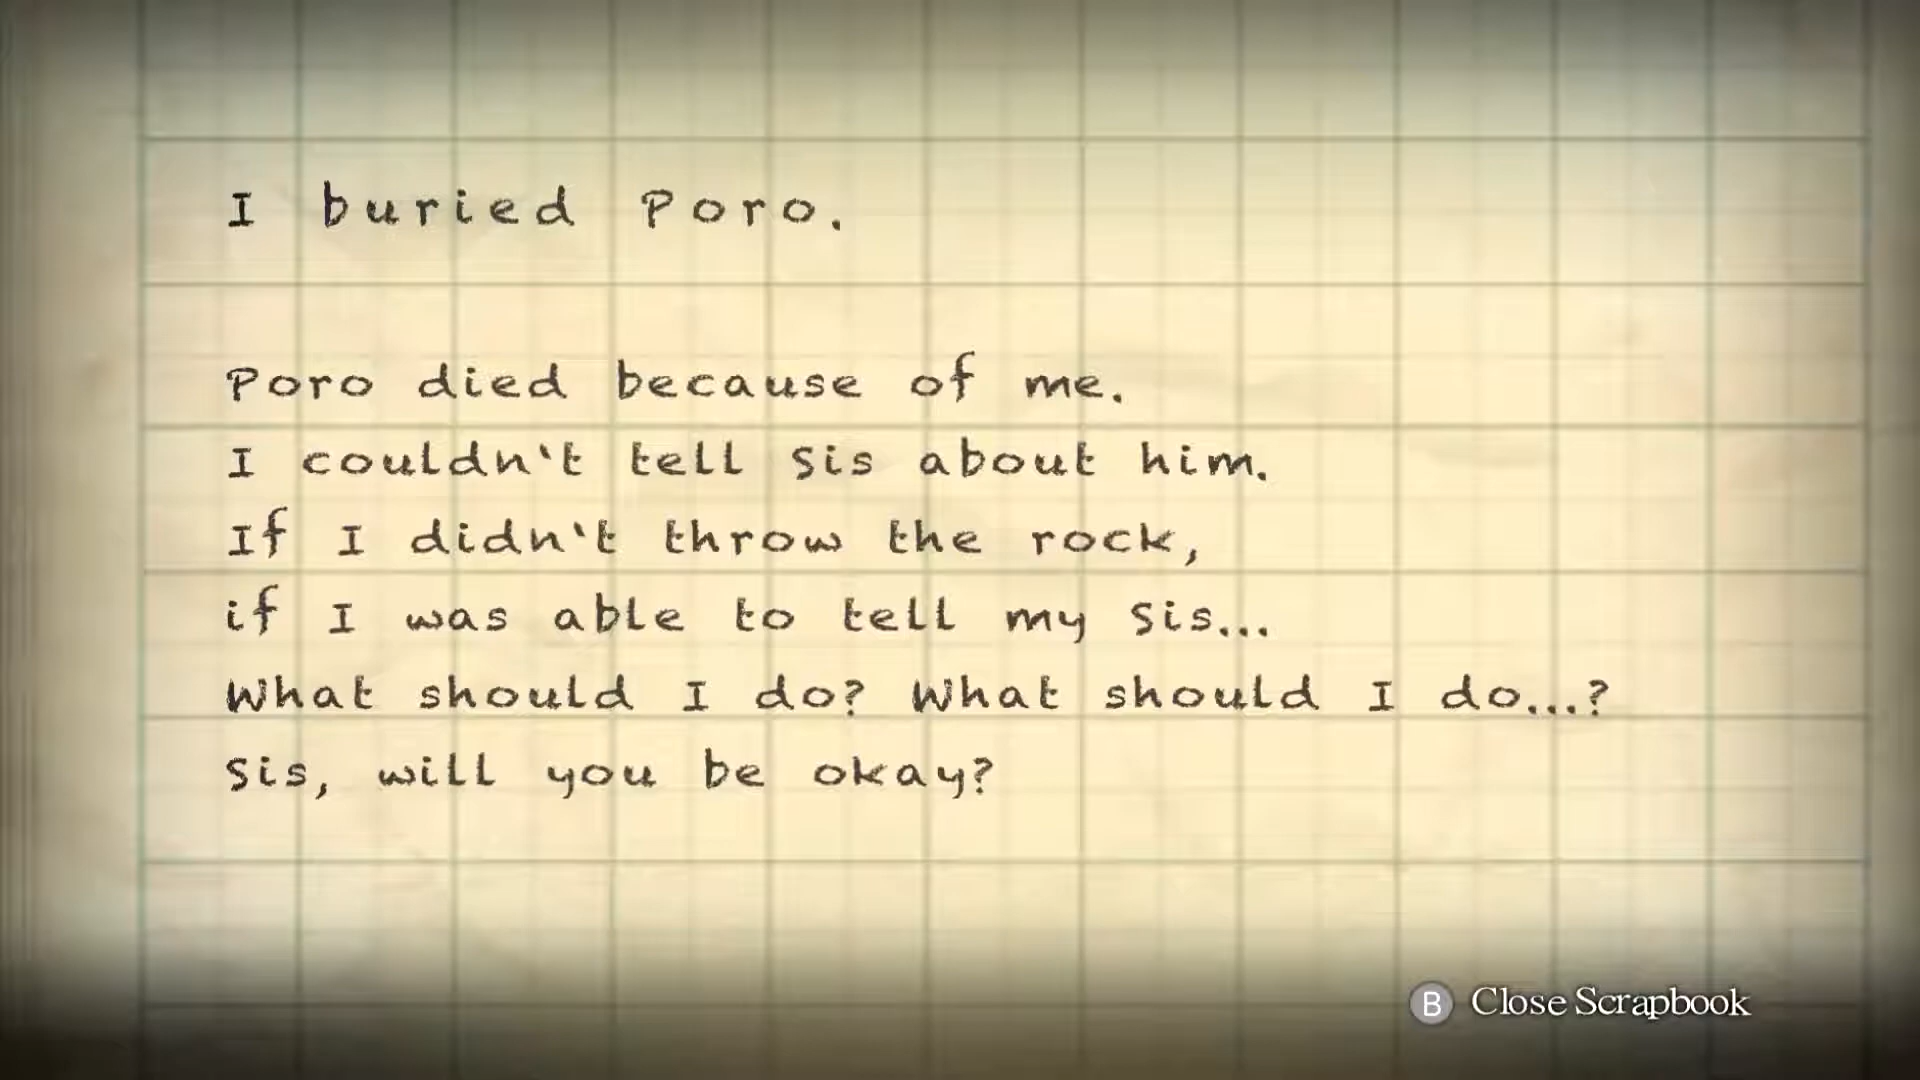 I buried Poro.
Poro died because of me.
I couldn't tell Sis about him.
If I didn't throw the rock,
if I was able to tell my Sis...
What should I do? What should I do...?
Sis, will you be okay?
B Close Scrapbook